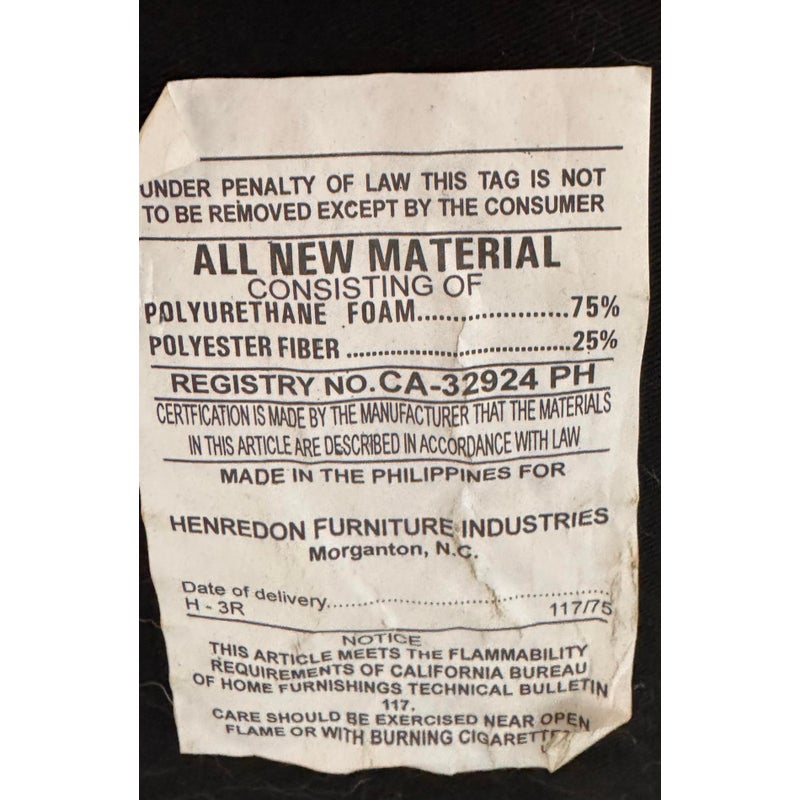 UNDER PENALTY OF LAW THIS TAG IS NOT
TO BE REMOVED EXCEPT BY THE CONSUMER
ALL NEW MATERIAL
CONSISTING OF
POLYURETHANE FOAM....................75%
POLYESTER FIBER ..............................25%
REGISTRY NO. CA-32924 PH
CERTFICATION IS MADE BY THE MANUFACTURER THAT THE MATERIALS
IN THIS ARTICLE ARE DESCRIBED IN ACCORDANCE WITH LAW
MADE IN THE PHILIPPINES FOR
HENREDON FURNITURE INDUSTRIES
Morganton, N.C.
Date of delivery..........................................
H - 3R 117/75
NOTICE
THIS ARTICLE MEETS THE FLAMMABILITY
REQUIREMENTS OF CALIFORNIA BUREAU
OF HOME FURNISHINGS TECHNICAL BULLETIN
117.
CARE SHOULD BE EXERCISED NEAR OPEN
FLAME OR WITH BURNING